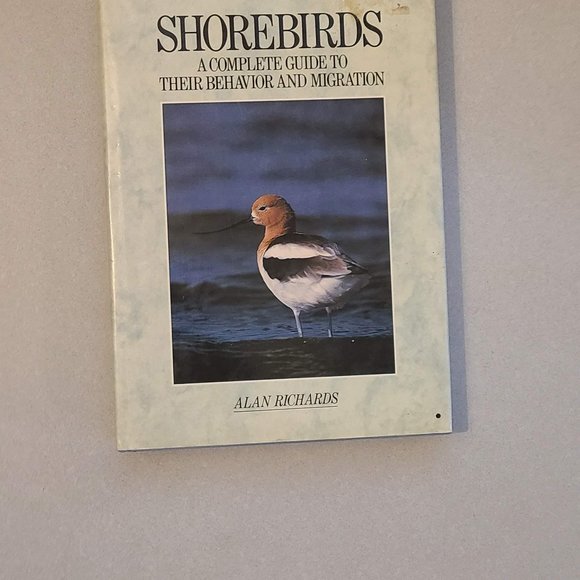 SHOREBIRDS
A COMPLETE GUIDE TO
THEIR BEHAVIOR AND MIGRATION
ALAN RICHARDS